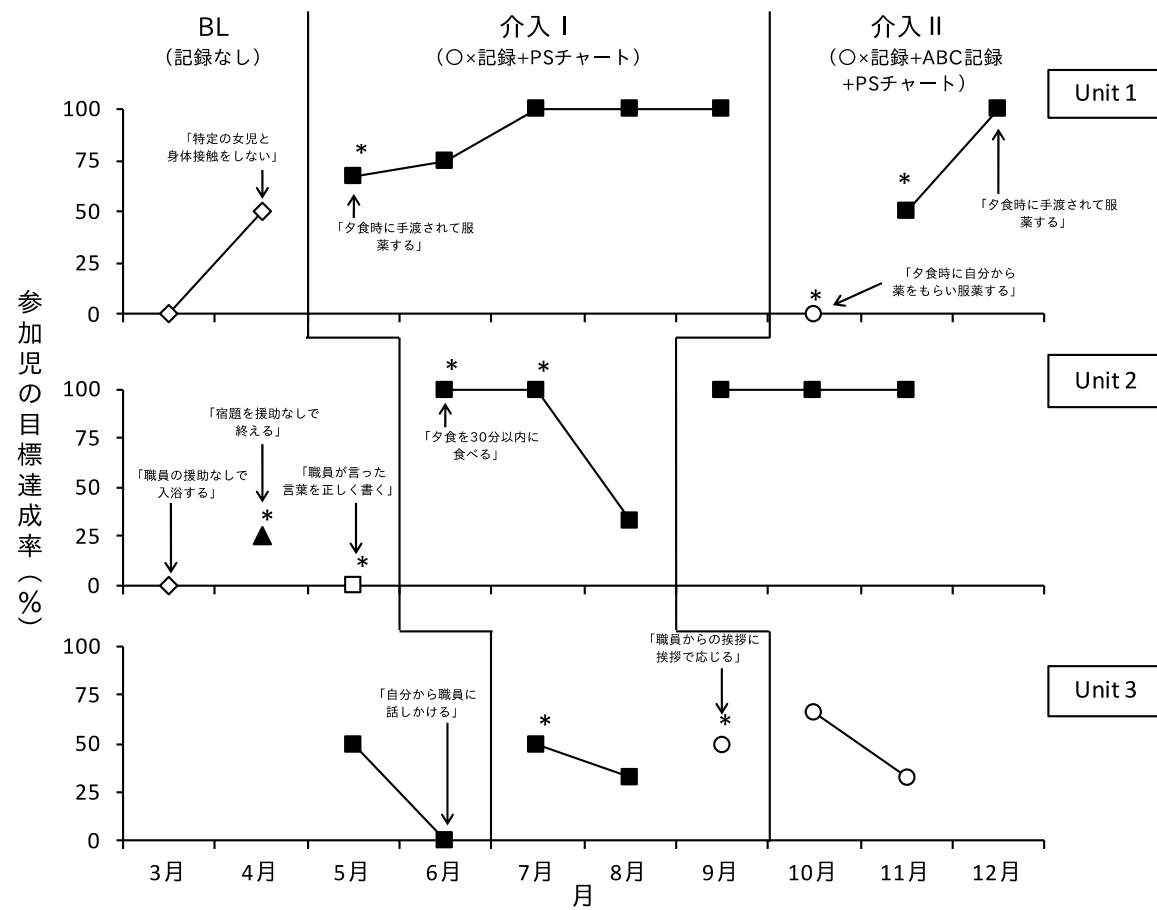 BL
（記録なし）
介入 I
（○×記録+PSチャート）
介入 II
（○×記録+ABC記録
+PSチャート）
Unit 1
100
75
50
25
0
「特定の女児と
身体接触をしない」
*
「夕食時に手渡されて服
薬する」
*
「夕食時に手渡されて服
薬する」
*
「夕食時に自分から
薬をもらい服薬する」
参加児の目標達成率（%）
Unit 2
100
75
50
25
0
「職員の援助なしで
入浴する」
「宿題を援助なしで
終える」
*
「職員が言った
言葉を正しく書く」
*
*
*
「夕食を30分以内に
食べる」
Unit 3
100
75
50
25
0
「自分から職員に
話しかける」
*
「職員からの挨拶に
挨拶で応じる」
*
3月 4月 5月 6月 7月 8月 9月 10月 11月 12月
月